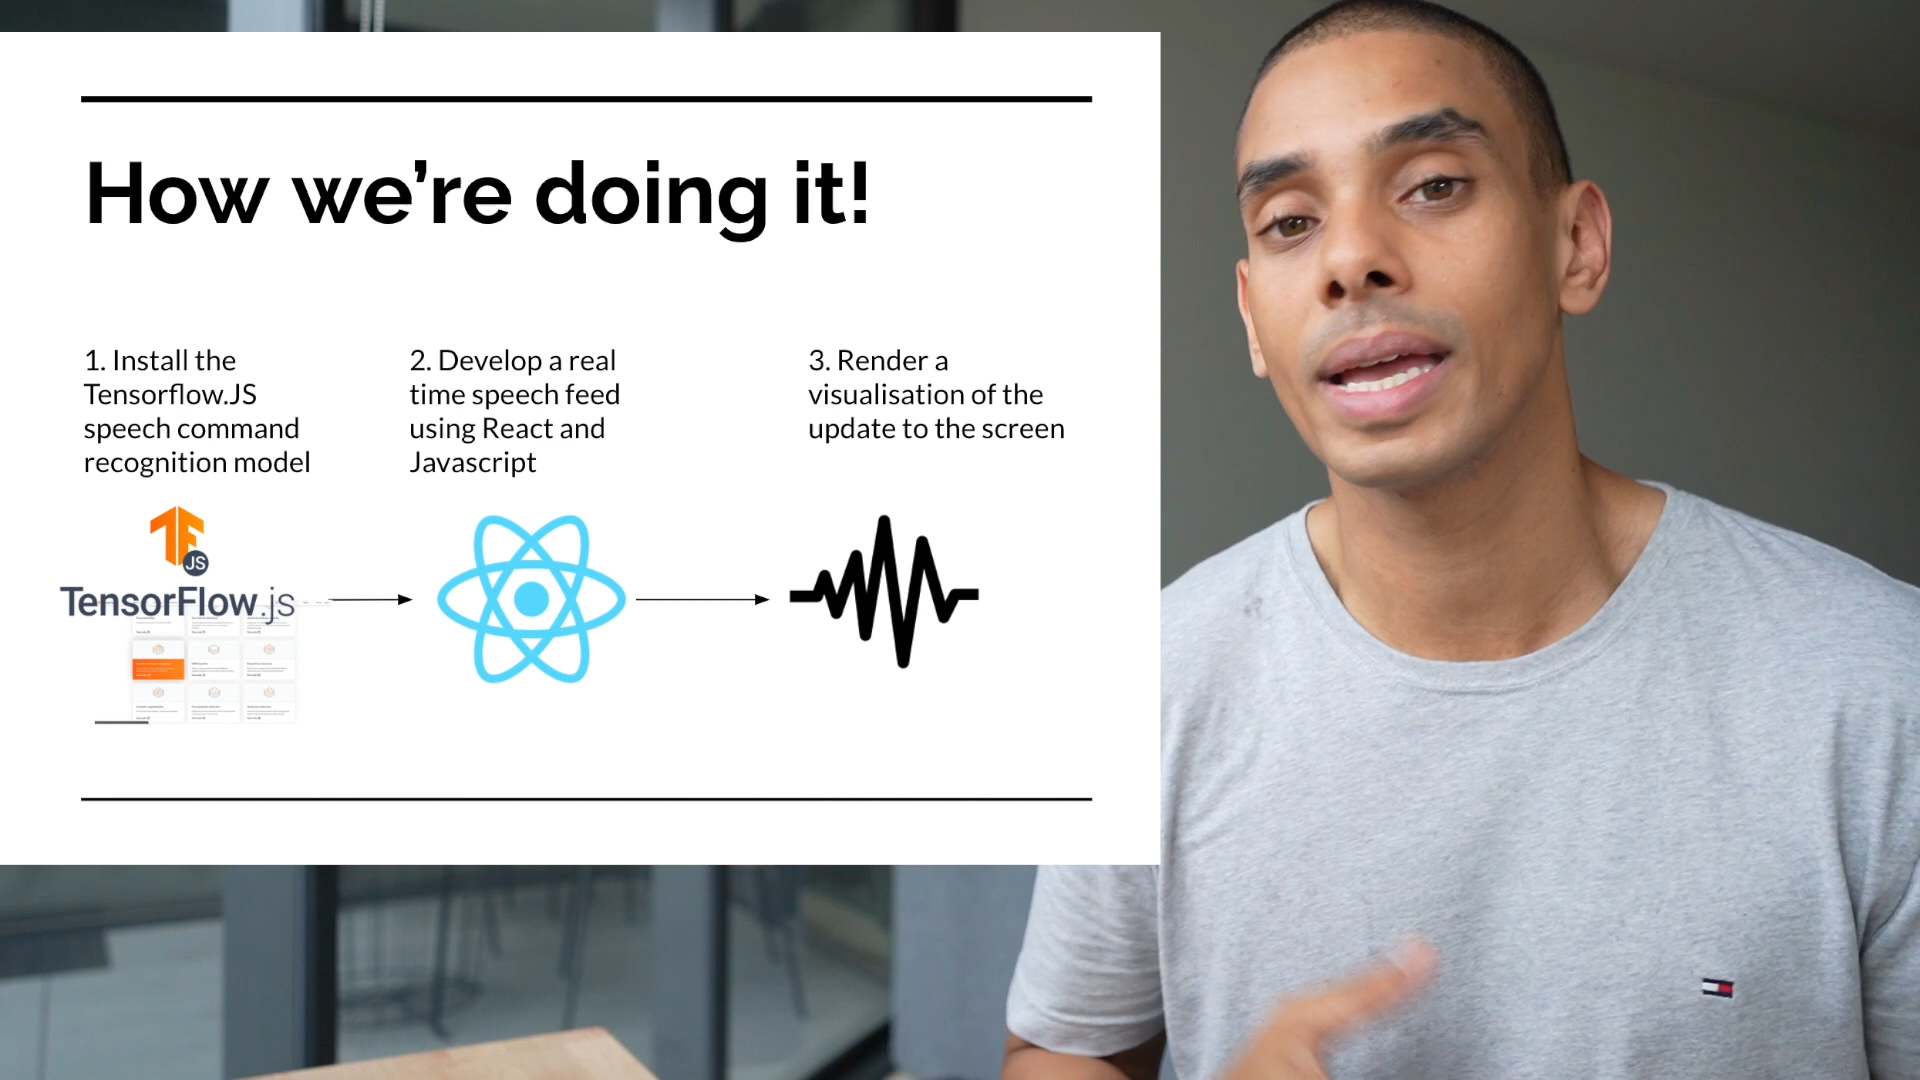 How we’re doing it!
1. Install the
Tensorflow.JS
speech command
recognition model
2. Develop a real
time speech feed
using React and
Javascript
3. Render a
visualisation of the
update to the screen
TF
JS
TensorFlow.js